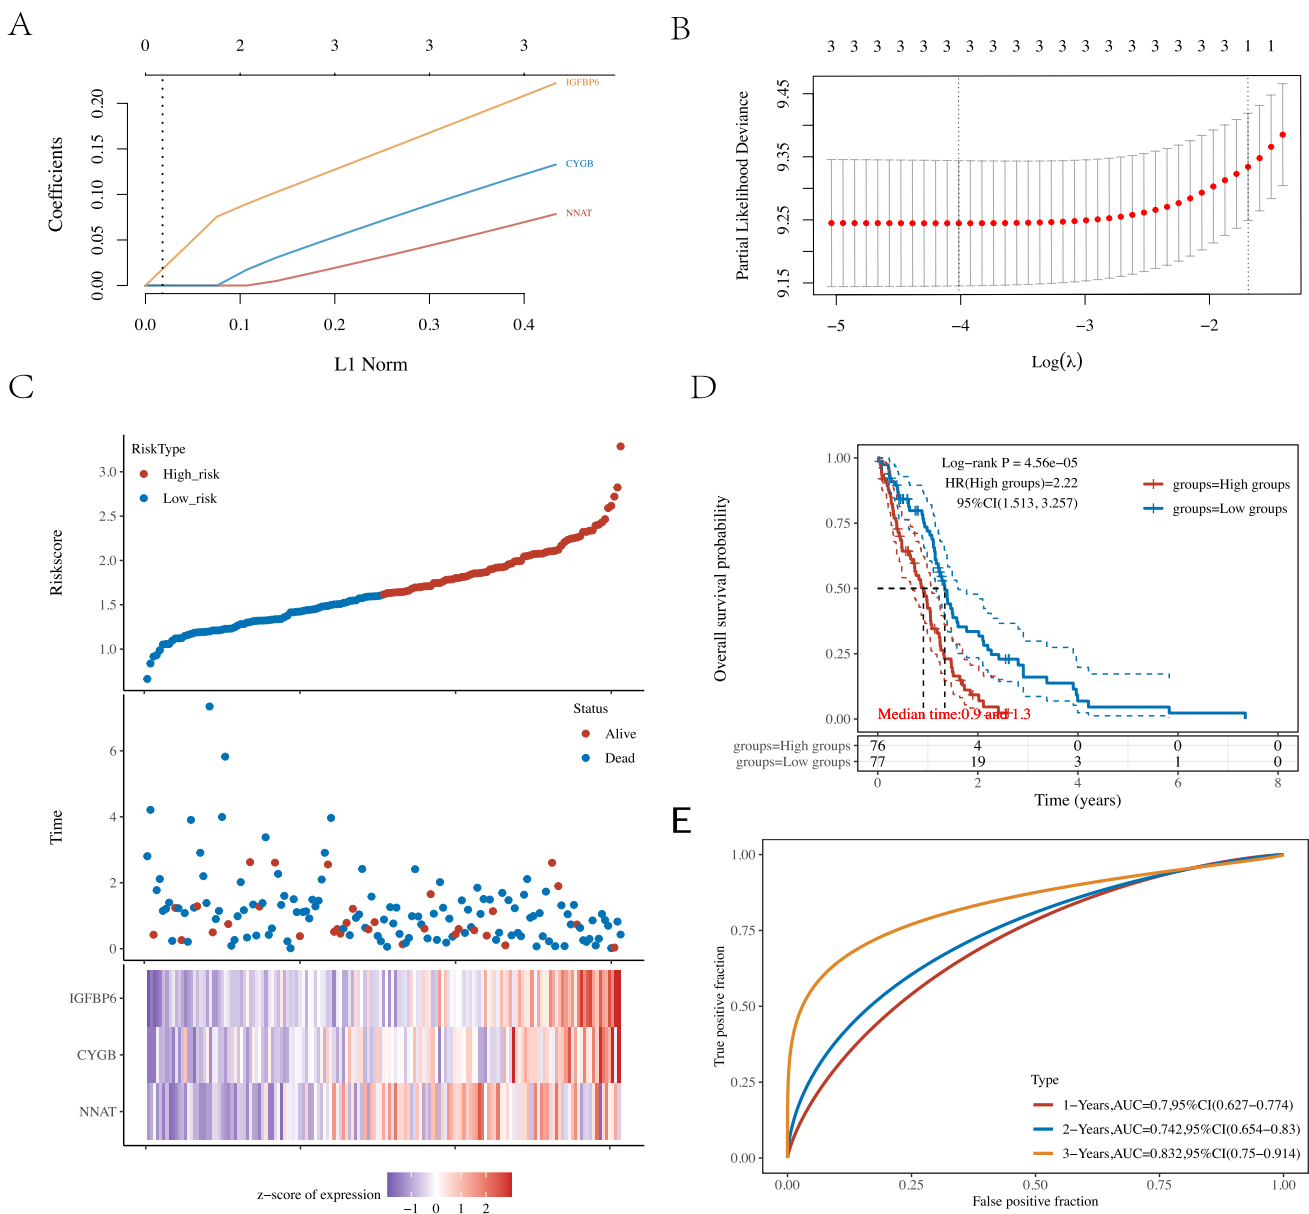 A
0 2 3 3 3
IGFBP6
CYGB
NNAT
Coefficients
0.00 0.05 0.10 0.15 0.20
0.0 0.1 0.2 0.3 0.4
L1 Norm
B
3 3 3 3 3 3 3 3 3 3 3 3 3 3 3 3 3 3 1 1
Partial Likelihood Deviance
9.15 9.25 9.35 9.45
−5 −4 −3 −2
Log(λ)
C
RiskType
High_risk
Low_risk
Riskscore
3.0
2.5
2.0
1.5
1.0
Status
Alive
Dead
Time
6
4
2
0
IGFBP6
CYGB
NNAT
z−score of expression
−1 0 1 2
D
Log−rank P = 4.56e−05
HR(High groups)=2.22
95%CI(1.513, 3.257)
groups=High groups
groups=Low groups
Overall survival probability
1.00
0.75
0.50
0.25
0.00
Median time:0.9 and 1.3
groups=High groups 76 4 0 0 0
groups=Low groups 77 19 3 1 0
0 2 4 6 8
Time (years)
E
True positive fraction
1.00
0.75
0.50
0.25
0.00
Type
1−Years,AUC=0.7,95%CI(0.627−0.774)
2−Years,AUC=0.742,95%CI(0.654−0.83)
3−Years,AUC=0.832,95%CI(0.75−0.914)
0.00 0.25 0.50 0.75 1.00
False positive fraction